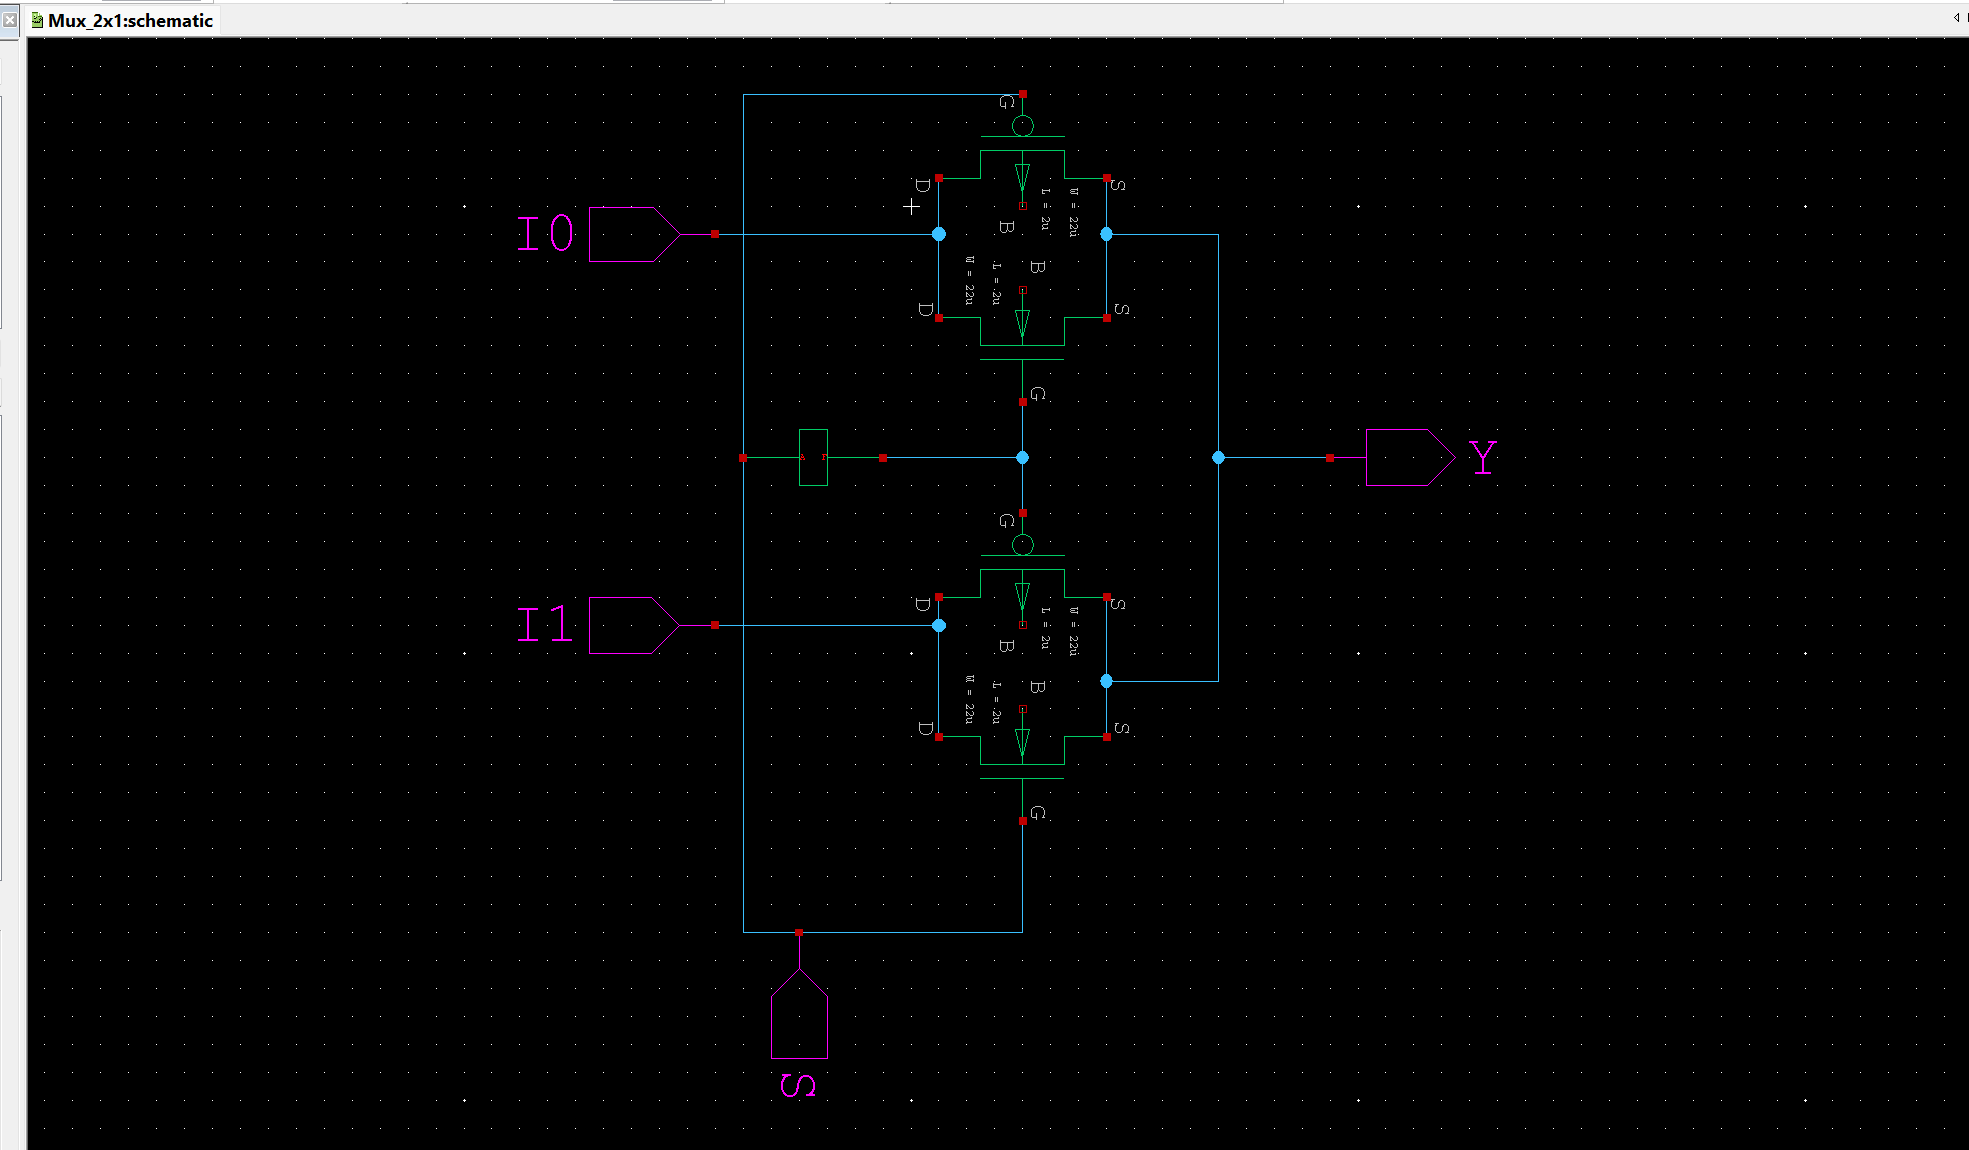 Mux_2x1:schematic
G
D
S
L = .2u
W = .22u
I0
B
B
W = .22u
L = .2u
D
S
G
A
F
Y
G
D
S
L = .2u
W = .22u
I1
B
B
W = .22u
L = .2u
D
S
G
S